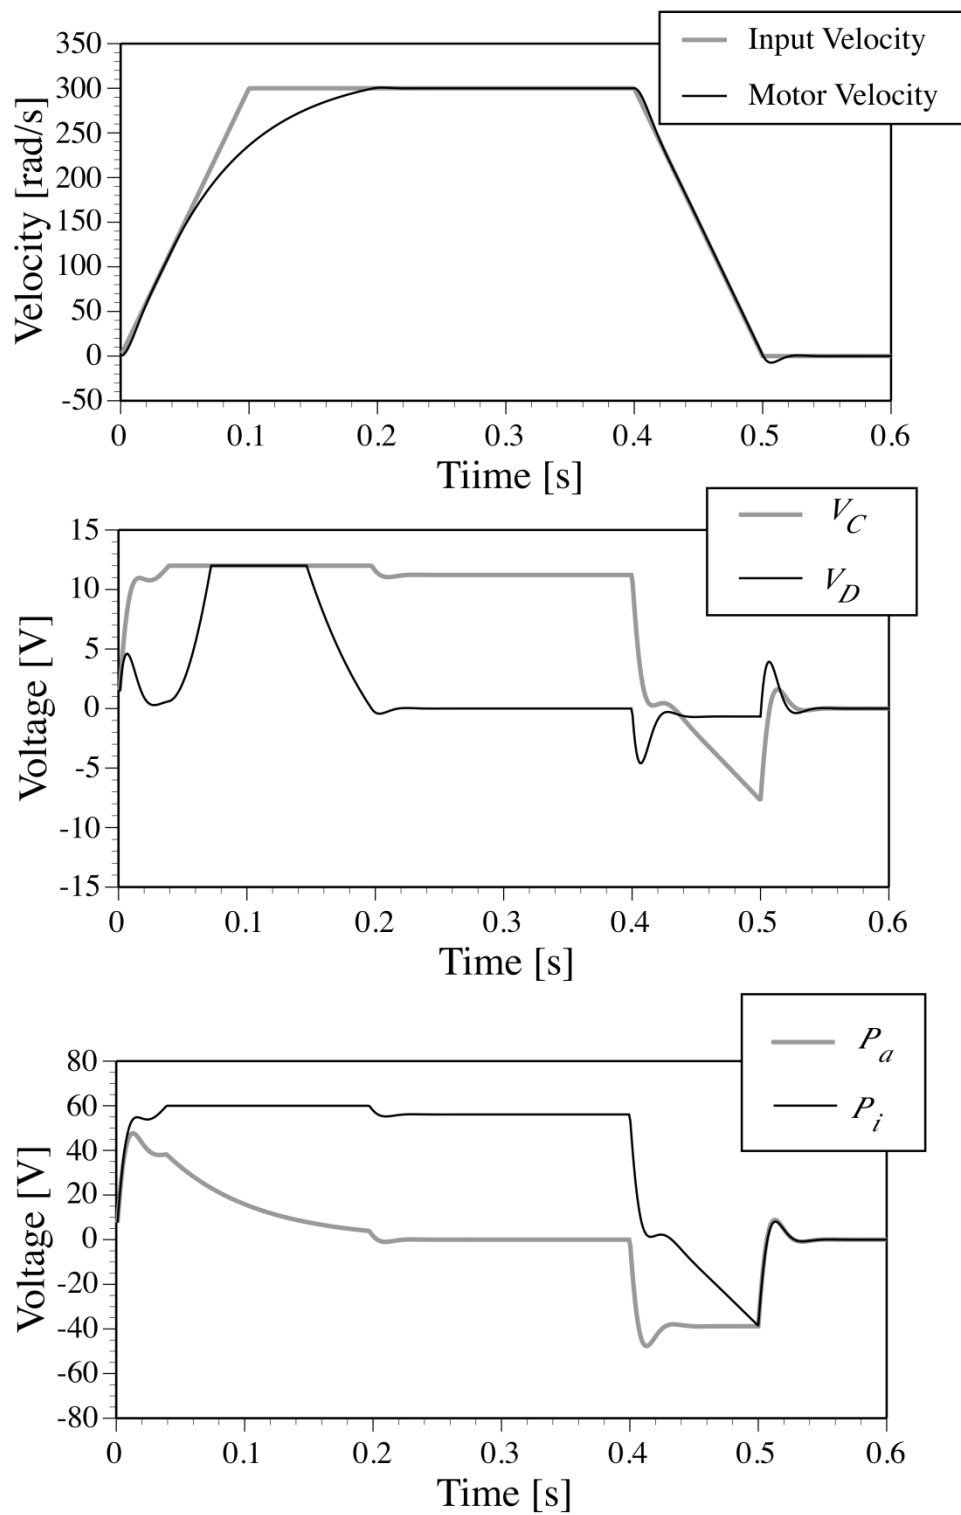 Input Velocity
Motor Velocity
Velocity [rad/s]
350
300
250
200
150
100
50
0
-50
0 0.1 0.2 0.3 0.4 0.5 0.6
Tiime [s]
V_C
V_D
Voltage [V]
15
10
5
0
-5
-10
-15
0 0.1 0.2 0.3 0.4 0.5 0.6
Time [s]
P_a
P_i
Voltage [V]
80
60
40
20
0
-20
-40
-60
-80
0 0.1 0.2 0.3 0.4 0.5 0.6
Time [s]